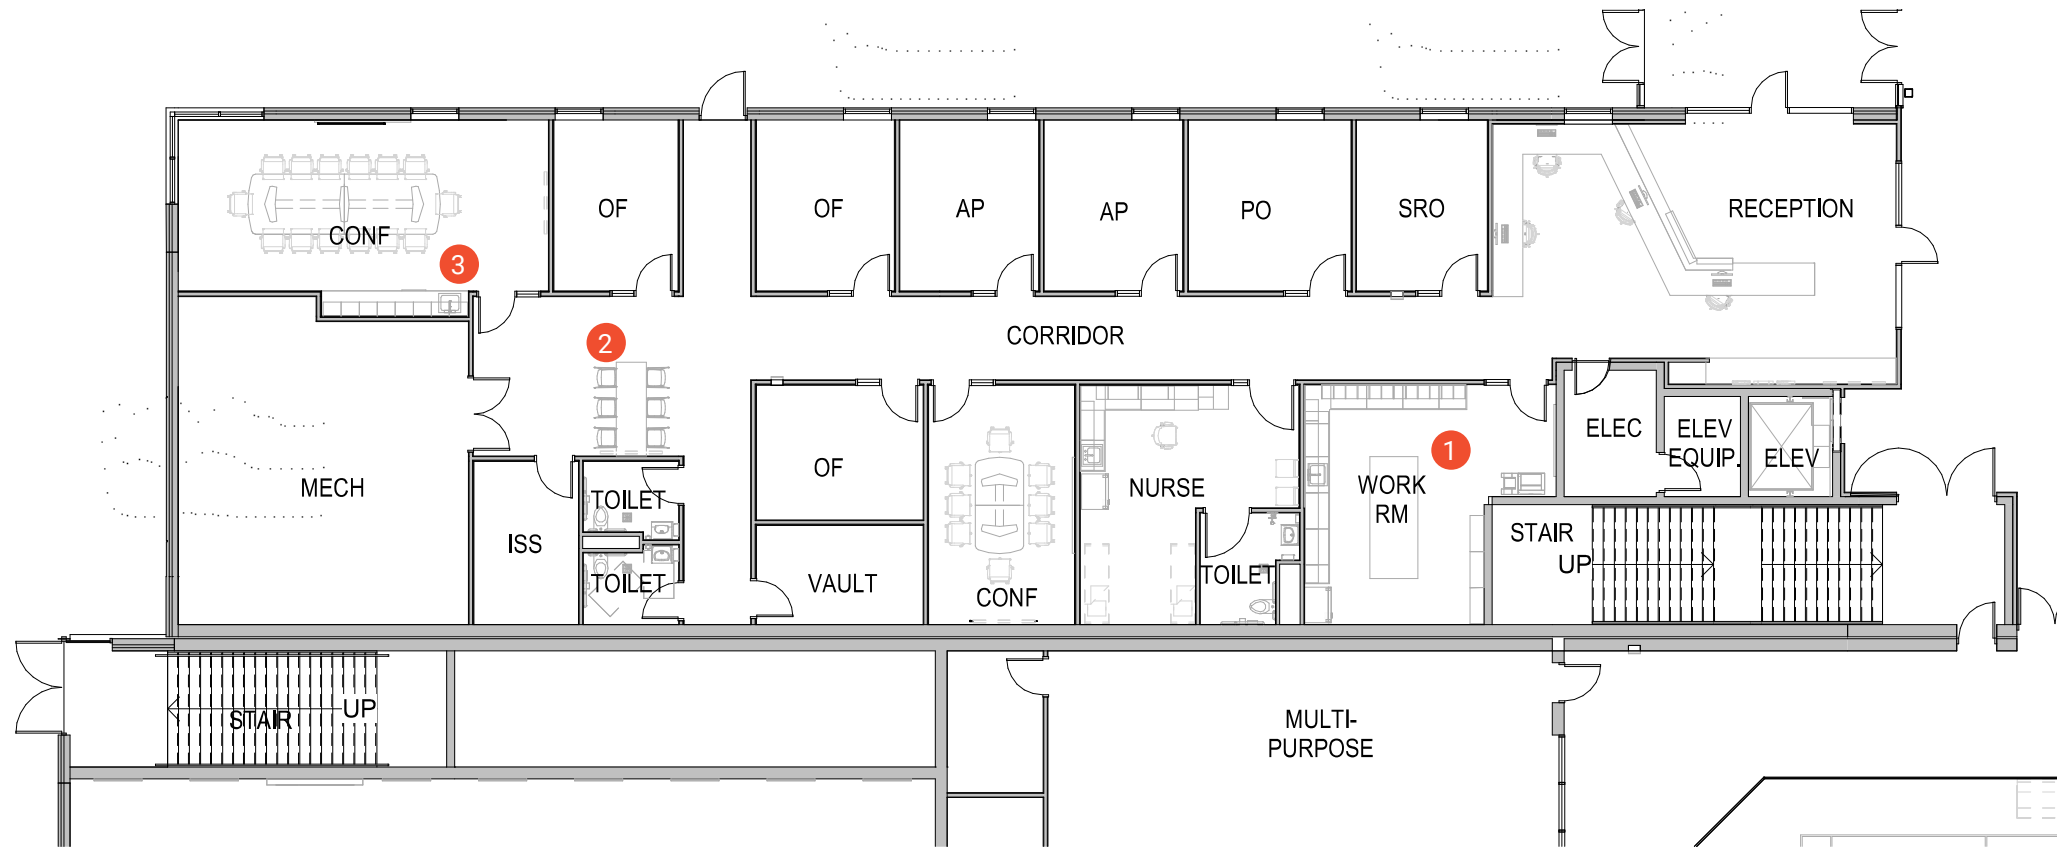 OF
OF
AP
AP
PO
SRO
RECEPTION
CONF
3
2
CORRIDOR
1
ELEC
ELEV
EQUIP.
ELEV
MECH
TOILET
OF
NURSE
WORK
RM
ISS
TOILET
VAULT
CONF
TOILET
STAIR
UP
STAIR
UP
MULTI-
PURPOSE